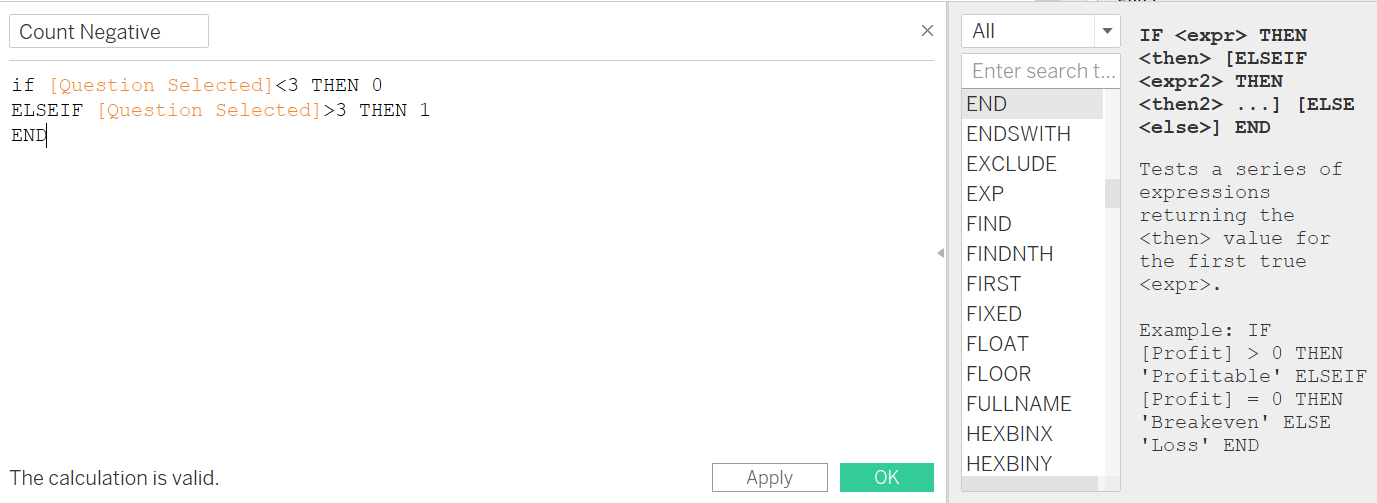 Count Negative
if [Question Selected]<3 THEN 0
ELSEIF [Question Selected]>3 THEN 1
END
The calculation is valid.
Apply
OK
All
Enter search t...
END
ENDSWITH
EXCLUDE
EXP
FIND
FINDNTH
FIRST
FIXED
FLOAT
FLOOR
FULLNAME
HEXBINX
HEXBINY
IF <expr> THEN
<then> [ELSEIF
<expr2> THEN
<then2> ...] [ELSE
<else>] END
Tests a series of
expressions
returning the
<then> value for
the first true
<expr>.
Example: IF
[Profit] > 0 THEN
'Profitable' ELSEIF
[Profit] = 0 THEN
'Breakeven' ELSE
'Loss' END